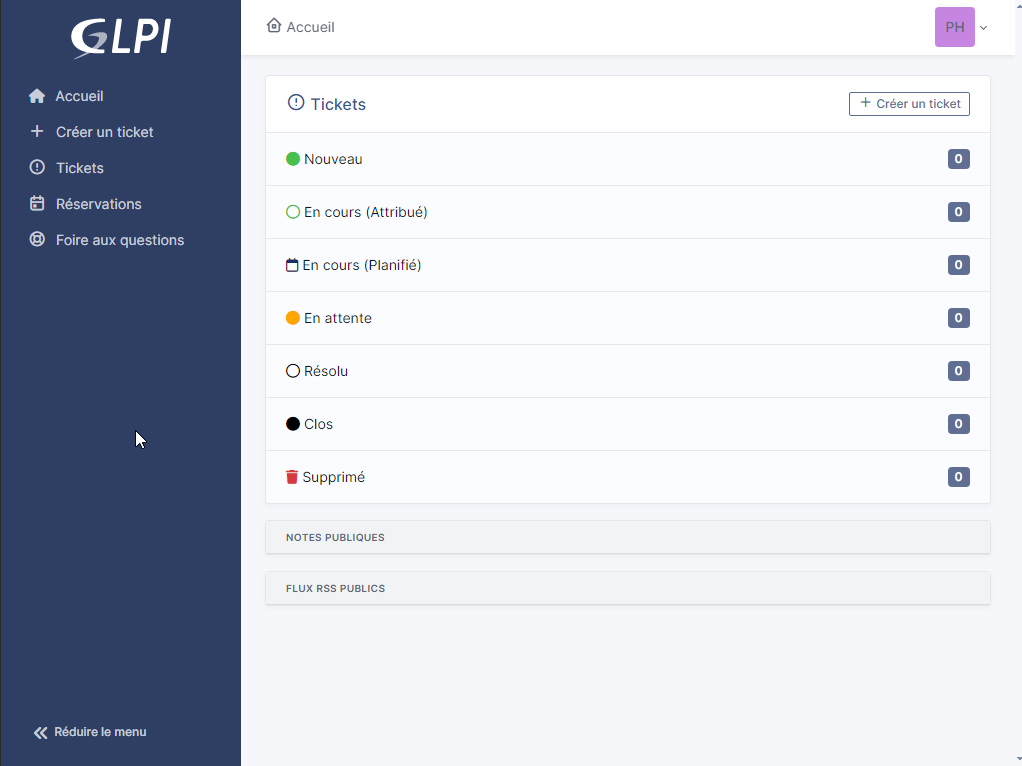 GLPI
Accueil
Créer un ticket
Tickets
Réservations
Foire aux questions
Réduire le menu
Accueil
PH
Tickets
Créer un ticket
Nouveau 0
En cours (Attribué) 0
En cours (Planifié) 0
En attente 0
Résolu 0
Clos 0
Supprimé 0
NOTES PUBLIQUES
FLUX RSS PUBLICS